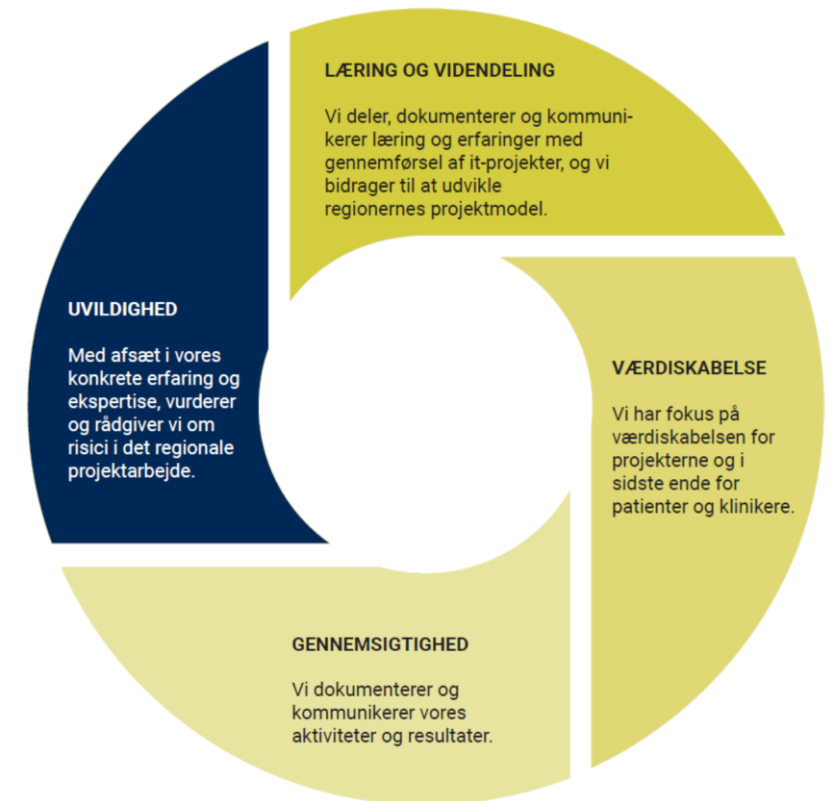 LÆRING OG VIDENDELING
Vi deler, dokumenterer og kommuni-
kerer læring og erfaringer med
gennemførsel af it-projekter, og vi
bidrager til at udvikle
regionernes projektmodel.
UVILDIGHED
Med afsæt i vores
konkrete erfaring og
ekspertise, vurderer
og rådgiver vi om
risici i det regionale
projektarbejde.
VÆRDISKABELSE
Vi har fokus på
værdiskabelsen for
projekterne og i
sidste ende for
patienter og klinikere.
GENNEMSIGTIGHED
Vi dokumenterer og
kommunikerer vores
aktiviteter og resultater.